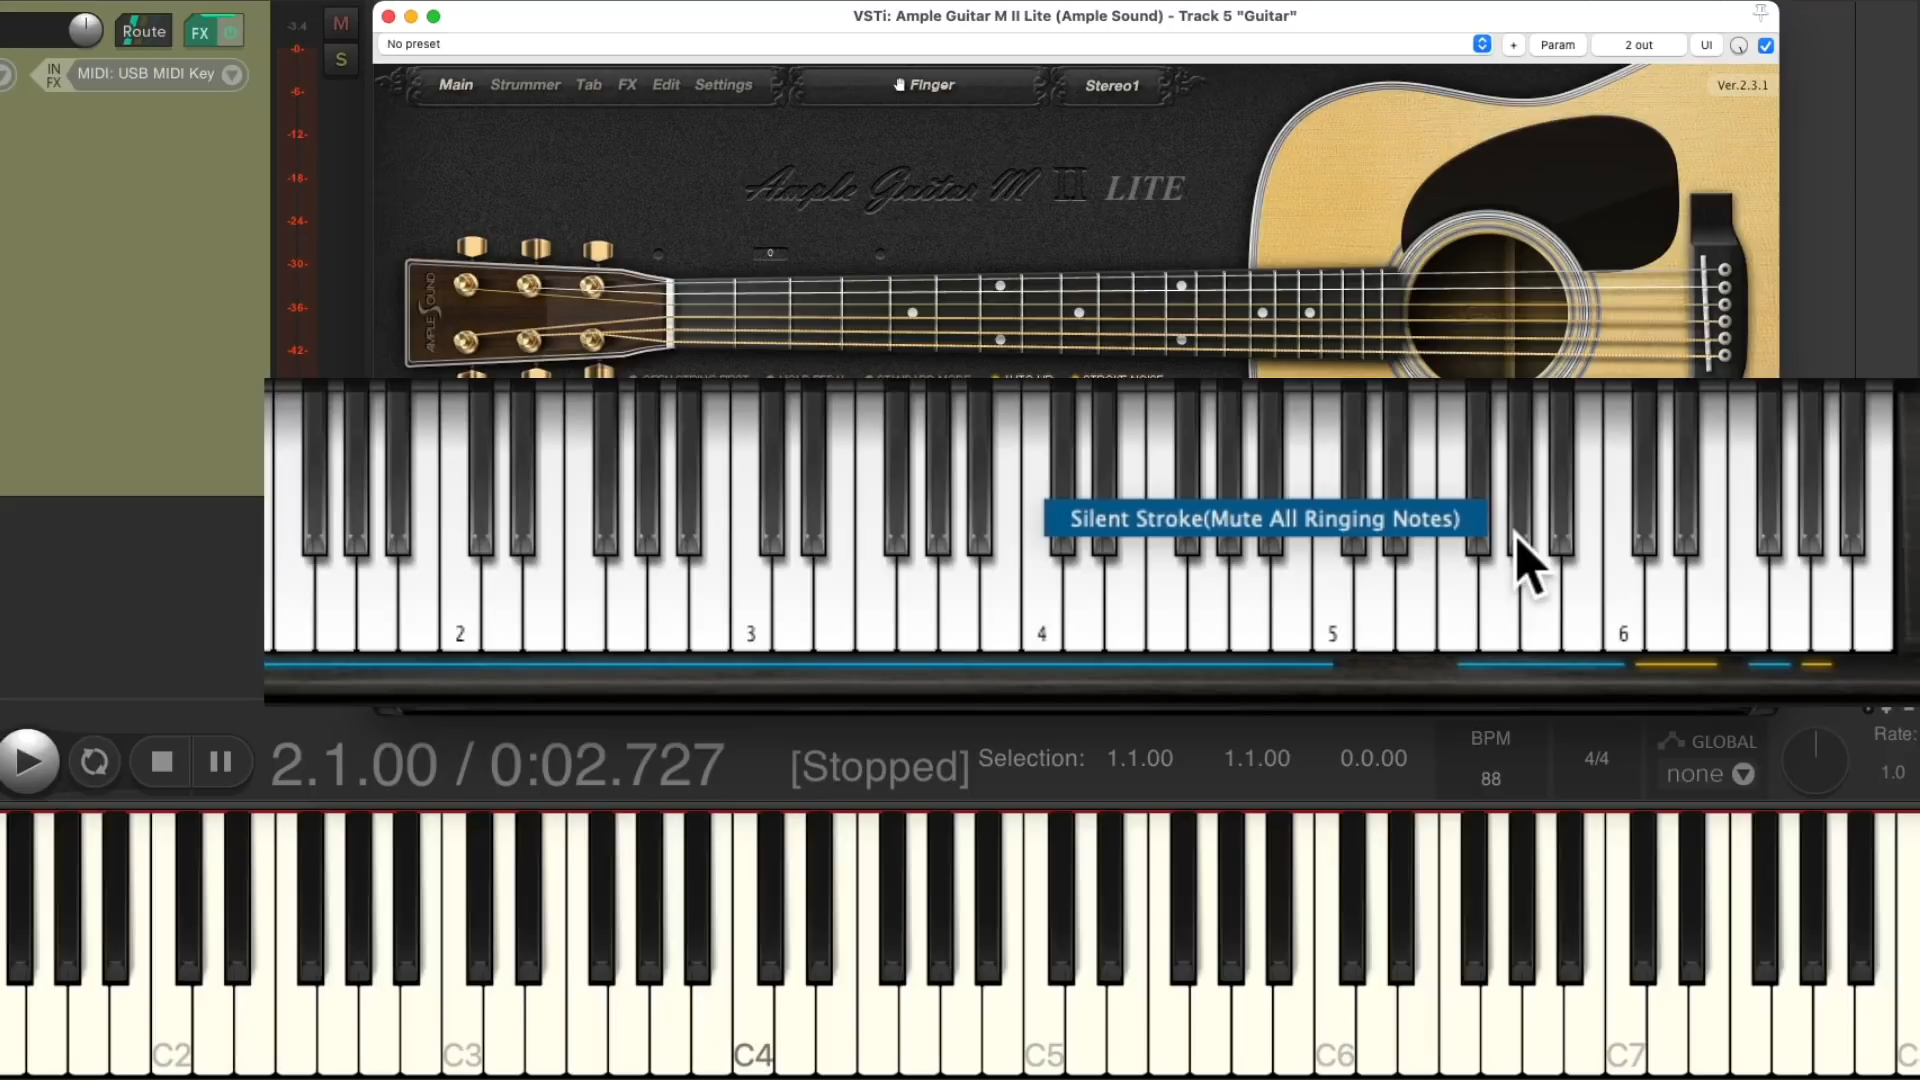 VSTi: Ample Guitar M II Lite (Ample Sound) - Track 5 "Guitar"
No preset
+
Param
2 out
UI
Route
FX
IN
FX
MIDI: USB MIDI Key
-3.4
M
S
-0-
-6-
-12-
-18-
-24-
-30-
-36-
-42-
Main
Strummer
Tab
FX
Edit
Settings
Finger
Stereo1
Ver.2.3.1
Ample Guitar M II LITE
0
AMPLE SOUND
Silent Stroke(Mute All Ringing Notes)
2
3
4
5
6
2.1.00 / 0:02.727
[Stopped]
Selection:
1.1.00
1.1.00
0.0.00
BPM
88
4/4
GLOBAL
none
Rate:
1.0
C2
C3
C4
C5
C6
C7
C